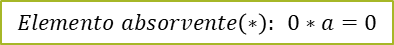 Elemento absorvente(∗): 0 ∗ a = 0